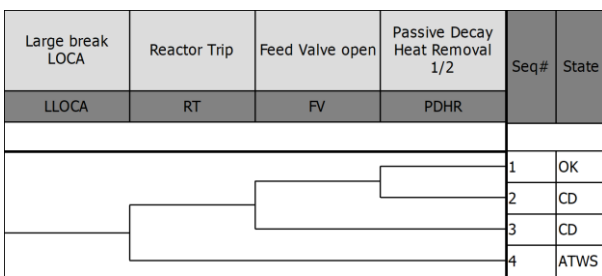 Large break
LOCA
Reactor Trip
Feed Valve open
Passive Decay
Heat Removal
1/2
Seq#
State
LLOCA
RT
FV
PDHR
1 OK
2 CD
3 CD
4 ATWS